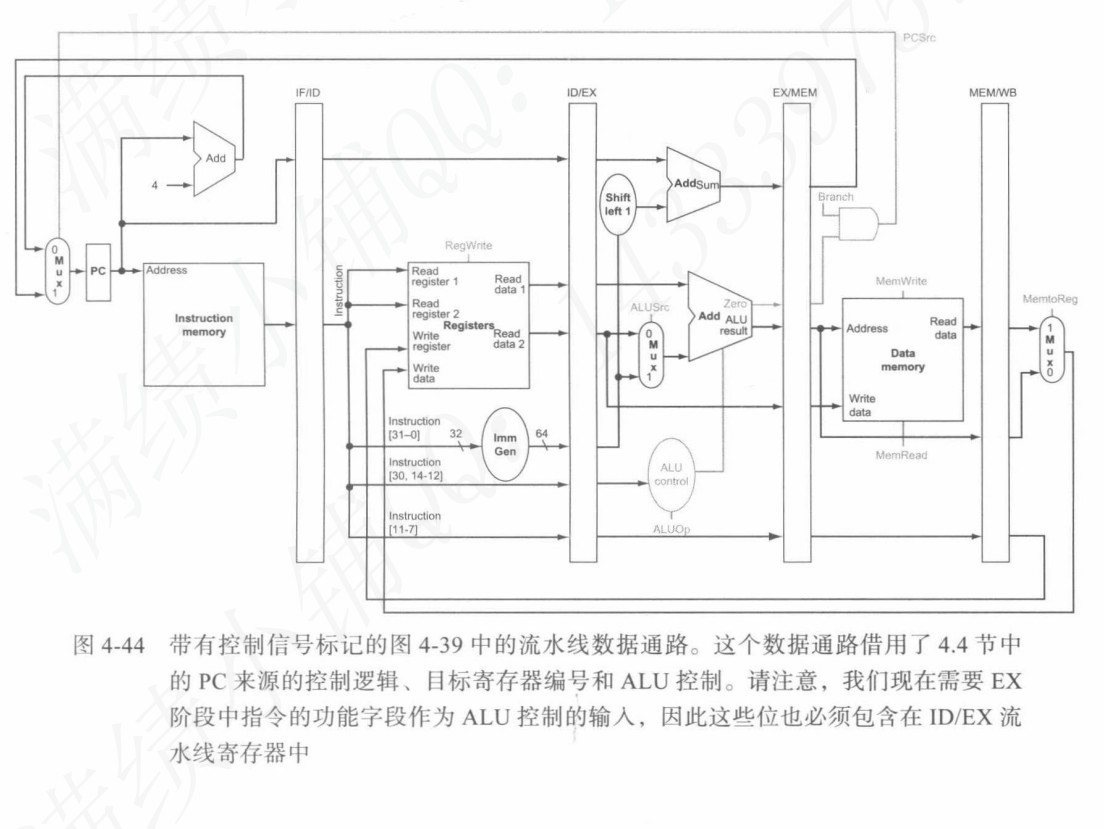 PCSrc
IF/ID
ID/EX
EX/MEM
MEM/WB
Add
4
Add Sum
Shift
left 1
Branch
0
M
u
x
1
PC
Address
Instruction
memory
Instruction
RegWrite
Read
register 1
Read
register 2
Write
register
Write
data
Registers
Read
data 1
Read
data 2
ALUSrc
0
M
u
x
1
Add
Zero
ALU
result
MemWrite
Address
Read
data
Data
memory
Write
data
MemRead
MemtoReg
1
M
u
x
0
Instruction
[31–0]
32
Imm
Gen
64
Instruction
[30, 14-12]
ALU
control
ALUOp
Instruction
[11-7]
图 4-44 带有控制信号标记的图 4-39 中的流水线数据通路。这个数据通路借用了 4.4 节中
的 PC 来源的控制逻辑、目标寄存器编号和 ALU 控制。请注意，我们现在需要 EX
阶段中指令的功能字段作为 ALU 控制的输入，因此这些位也必须包含在 ID/EX 流
水线寄存器中